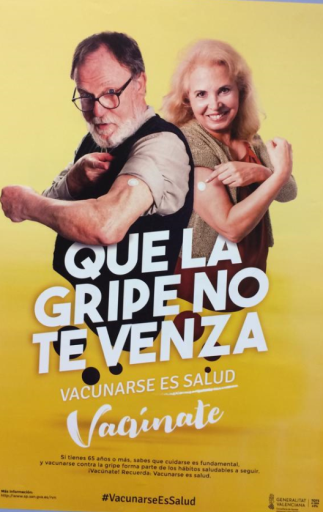 QUE LA
GRIPE NO
TE VENZA
VACUNARSE ES SALUD
Vacúnate
Si tienes 65 años o más, sabes que cuidarse es fundamental,
y vacunarse contra la gripe forma parte de los hábitos saludables a seguir.
¡Vacúnate! Recuerda: Vacunarse es salud.
Más información:
#VacunarseEsSalud
GENERALITAT
VALENCIANA